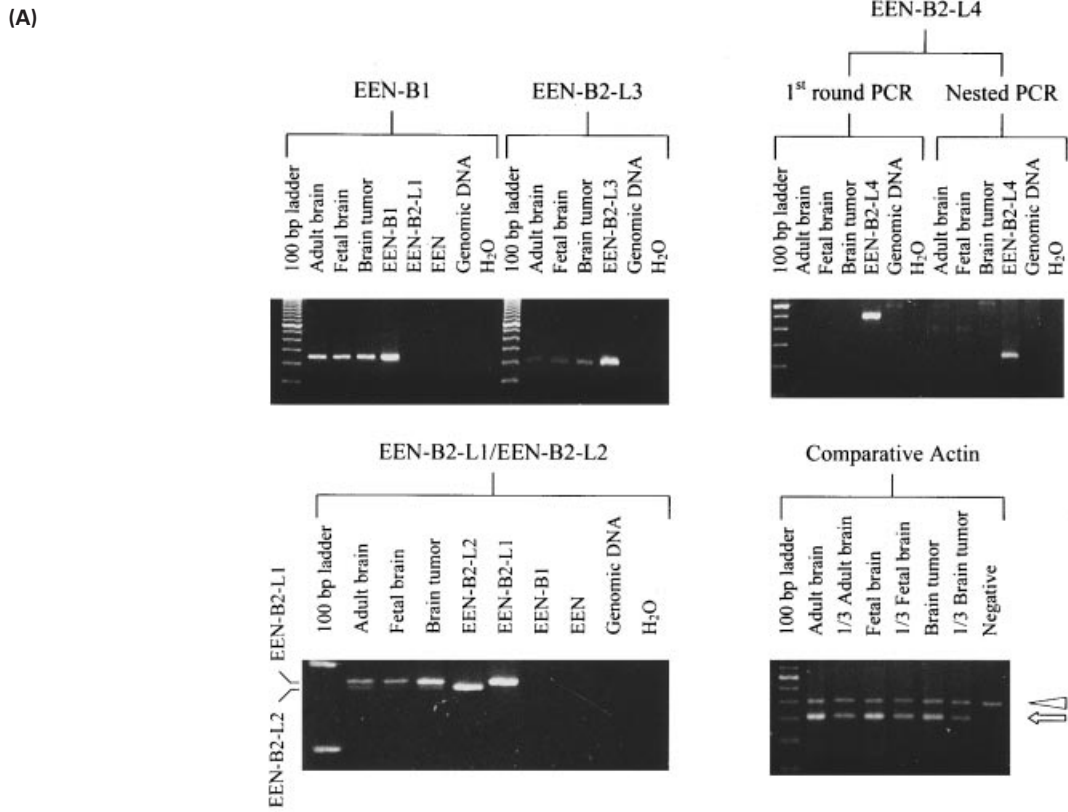 (A)
EEN-B1
100 bp ladder
Adult brain
Fetal brain
Brain tumor
EEN-B1
EEN-B2-L1
EEN
Genomic DNA
H₂O
EEN-B2-L3
100 bp ladder
Adult brain
Fetal brain
Brain tumor
EEN-B2-L3
Genomic DNA
H₂O
EEN-B2-L4
1st round PCR
Nested PCR
100 bp ladder
Adult brain
Fetal brain
Brain tumor
EEN-B2-L4
Genomic DNA
H₂O
Adult brain
Fetal brain
Brain tumor
EEN-B2-L4
Genomic DNA
H₂O
EEN-B2-L1/EEN-B2-L2
100 bp ladder
Adult brain
Fetal brain
Brain tumor
EEN-B2-L2
EEN-B2-L1
EEN-B1
EEN
Genomic DNA
H₂O
EEN-B2-L1
EEN-B2-L2
Comparative Actin
100 bp ladder
Adult brain
1/3 Adult brain
Fetal brain
1/3 Fetal brain
Brain tumor
1/3 Brain tumor
Negative